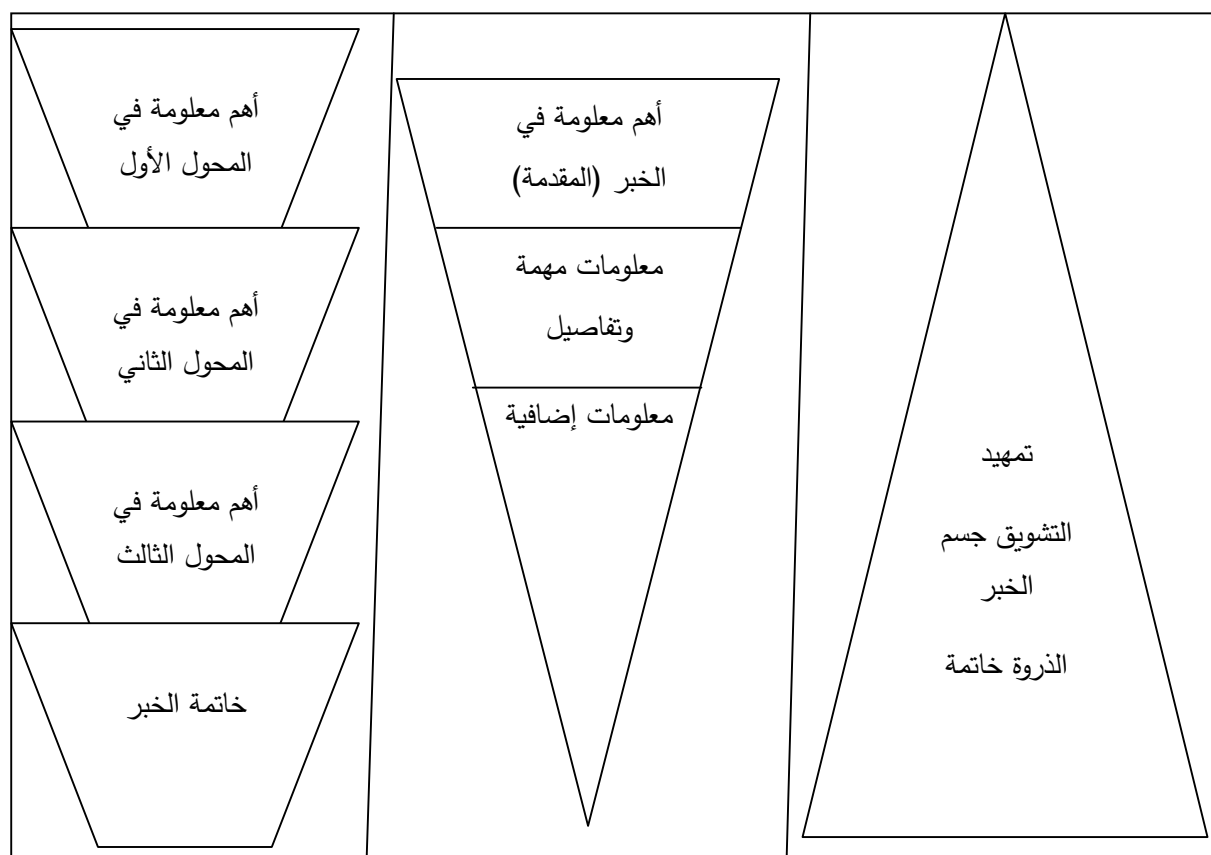 تمهيد
التشويق جسم
الخبر
الذروة خاتمة
أهم معلومة في
الخبر (المقدمة)
معلومات مهمة
وتفاصيل
معلومات إضافية
أهم معلومة في
المحول الأول
أهم معلومة في
المحول الثاني
أهم معلومة في
المحول الثالث
خاتمة الخبر